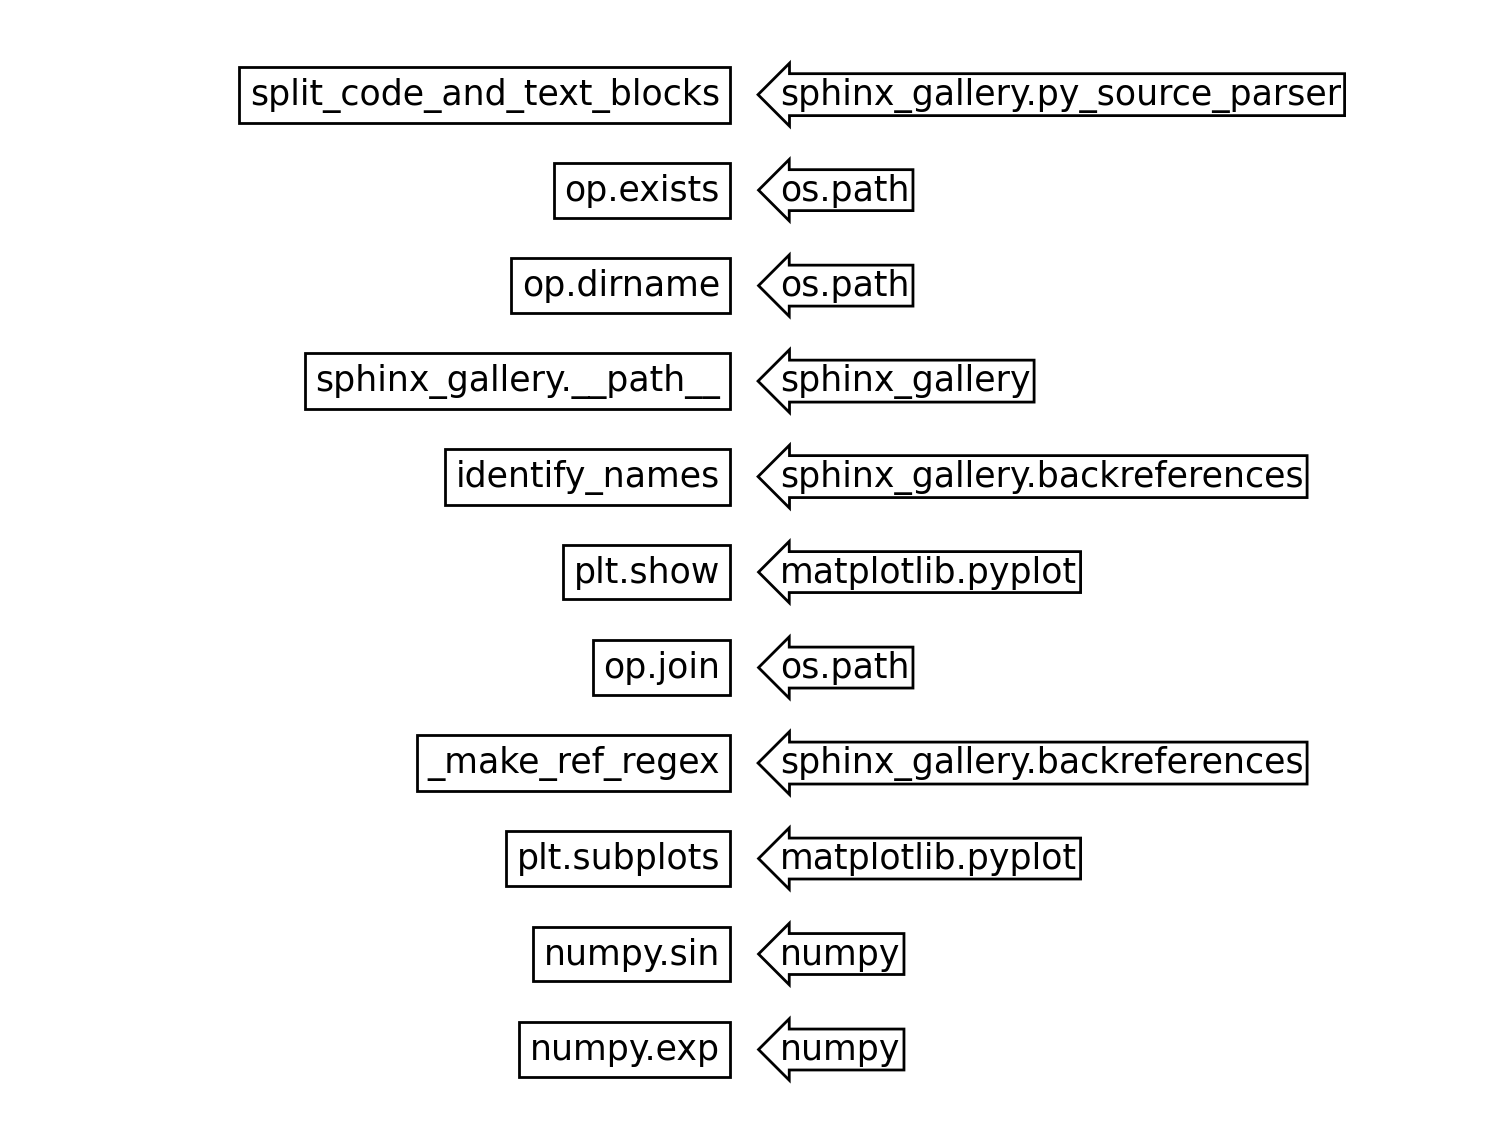 split_code_and_text_blocks sphinx_gallery.py_source_parser
op.exists os.path
op.dirname os.path
sphinx_gallery.__path__ sphinx_gallery
identify_names sphinx_gallery.backreferences
plt.show matplotlib.pyplot
op.join os.path
_make_ref_regex sphinx_gallery.backreferences
plt.subplots matplotlib.pyplot
numpy.sin numpy
numpy.exp numpy